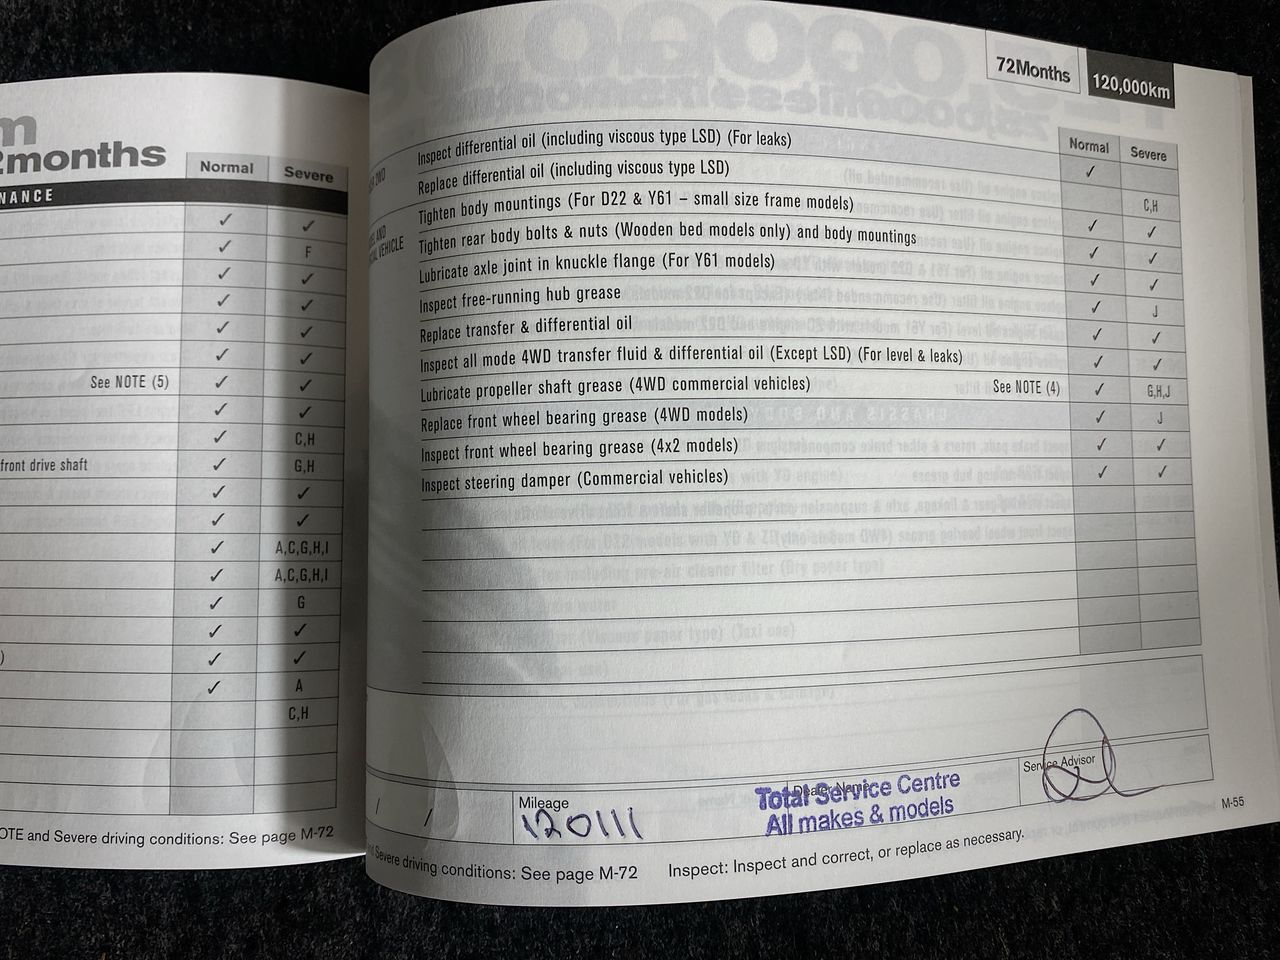 m
2months
Normal Severe
NANCE
✓ ✓
✓ F
✓ ✓
✓ ✓
✓ ✓
✓ ✓
See NOTE (5) ✓ ✓
✓ ✓
✓ C,H
front drive shaft ✓ G,H
✓ ✓
✓ ✓
✓ A,C,G,H,I
✓ A,C,G,H,I
✓ G
✓ ✓
) ✓ ✓
✓ A
C,H
OTE and Severe driving conditions: See page M-72
72Months 120,000km
Normal Severe
Inspect differential oil (including viscous type LSD) (For leaks) ✓
Replace differential oil (including viscous type LSD) C,H
Tighten body mountings (For D22 & Y61 – small size frame models) ✓ ✓
Tighten rear body bolts & nuts (Wooden bed models only) and body mountings ✓ ✓
Lubricate axle joint in knuckle flange (For Y61 models) ✓ ✓
Inspect free-running hub grease ✓ J
Replace transfer & differential oil ✓ ✓
Inspect all mode 4WD transfer fluid & differential oil (Except LSD) (For level & leaks) ✓ ✓
Lubricate propeller shaft grease (4WD commercial vehicles) See NOTE (4) ✓ G,H,J
Replace front wheel bearing grease (4WD models) ✓ J
Inspect front wheel bearing grease (4x2 models) ✓ ✓
Inspect steering damper (Commercial vehicles) ✓ ✓
/ /
Mileage
120111
Dealer Name
Total Service Centre
All makes & models
Service Advisor
M-55
Severe driving conditions: See page M-72 Inspect: Inspect and correct, or replace as necessary.